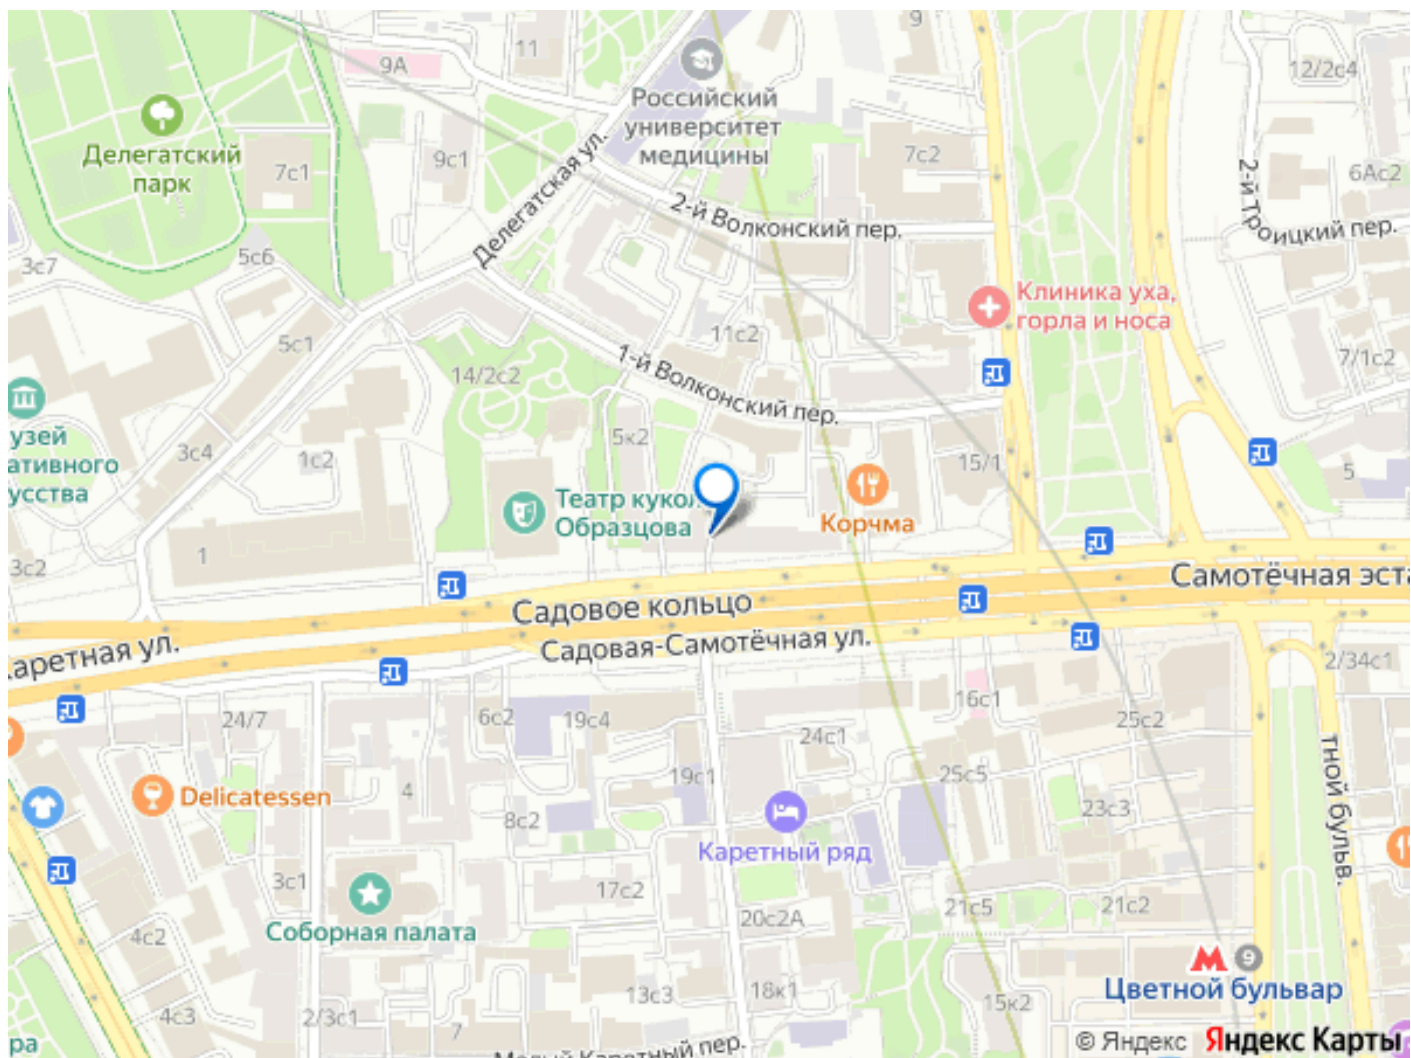 9
11
9А
12/2с4
Российский
университет
медицины
Делегатский
парк
7с1
9с1
7с2
6Ас2
Делегатская ул.
2-й Волконский пер.
2-й Троицкий пер.
3с7
5с6
Клиника уха,
горла и носа
5с1
11с2
7/1с2
1-й Волконский пер.
14/2с2
узей
ативного
усства
3с4
1с2
5к2
15/1
5
Театр кукол
Образцова
Корчма
1
3с2
Садовое кольцо
Самотёчная эста
Садовая-Самотёчная ул.
Каретная ул.
2/34с1
24/7
6с2
19с4
16с1
25с2
24с1
тной бульв.
19с1
25с5
4
Delicatessen
8с2
23с3
Каретный ряд
3с1
17с2
Соборная палата
20с2А
21с5
21с2
4с2
9
Цветной бульвар
13с3
18к1
15к2
4с3
2/3с1
7
Малый Каретный пер.
ра
© Яндекс Яндекс Карты